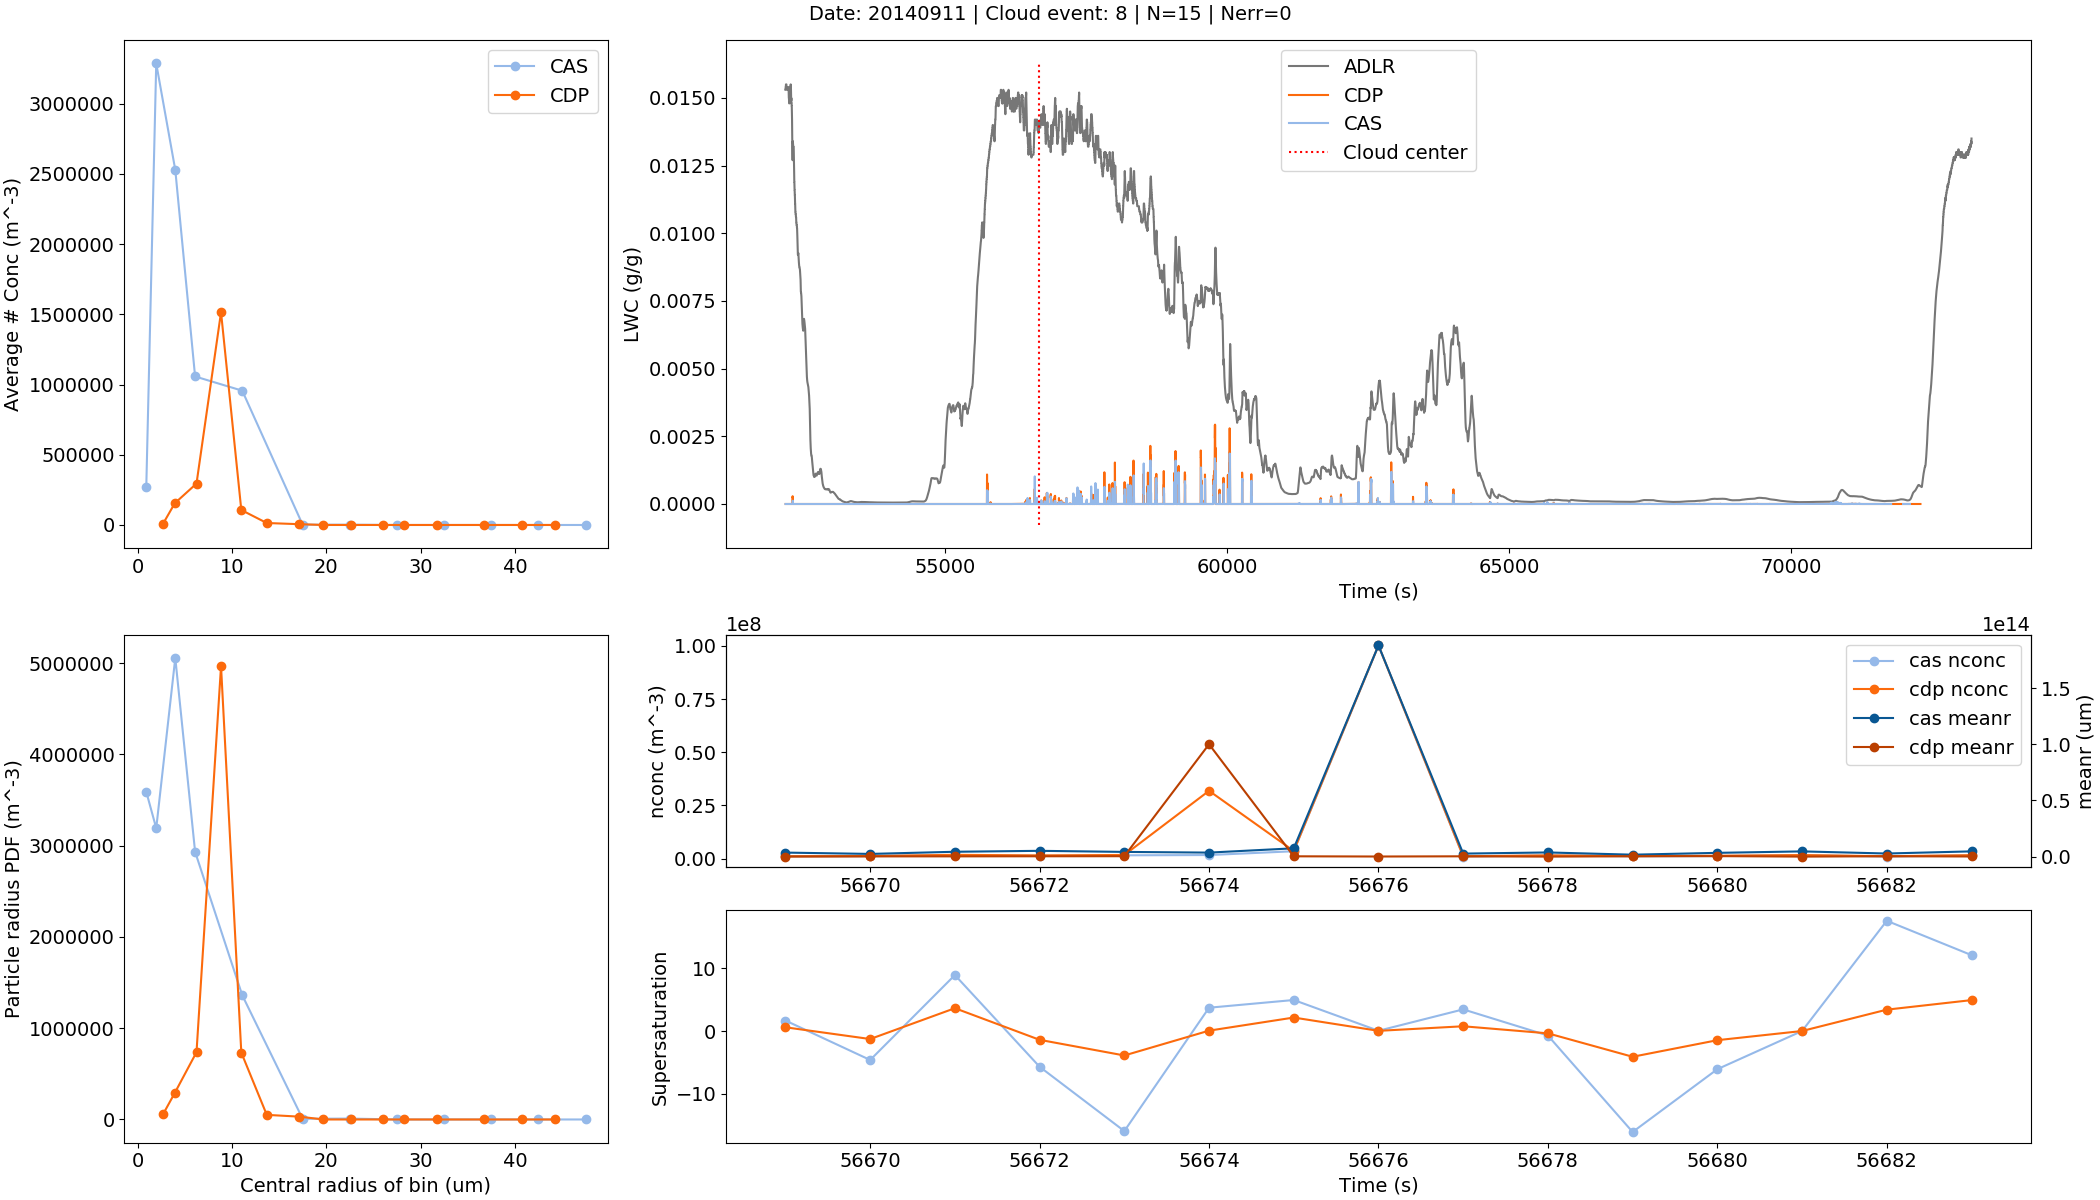 Date: 20140911 | Cloud event: 8 | N=15 | Nerr=0
Average # Conc (m^-3)
3000000
2500000
2000000
1500000
1000000
500000
0
0 10 20 30 40
CAS
CDP
LWC (g/g)
0.0150
0.0125
0.0100
0.0075
0.0050
0.0025
0.0000
55000 60000 65000 70000
Time (s)
ADLR
CDP
CAS
Cloud center
Particle radius PDF (m^-3)
5000000
4000000
3000000
2000000
1000000
0
0 10 20 30 40
Central radius of bin (um)
1e8
1e14
nconc (m^-3)
1.00
0.75
0.50
0.25
0.00
56670 56672 56674 56676 56678 56680 56682
cas nconc
cdp nconc
cas meanr
cdp meanr
1.5
1.0
0.5
0.0
meanr (um)
Supersaturation
10
0
−10
56670 56672 56674 56676 56678 56680 56682
Time (s)